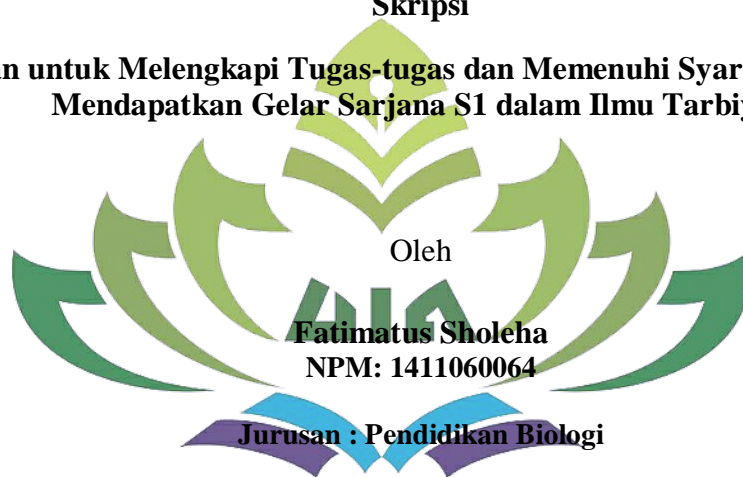 Skripsi
untuk Melengkapi Tugas-tugas dan Memenuhi
Mendapatkan Gelar Sarjana S1 dalam Ilmu
Oleh
UIN
Fatimatus Sholeha
NPM: 1411060064
Jurusan : Pendidikan Biologi